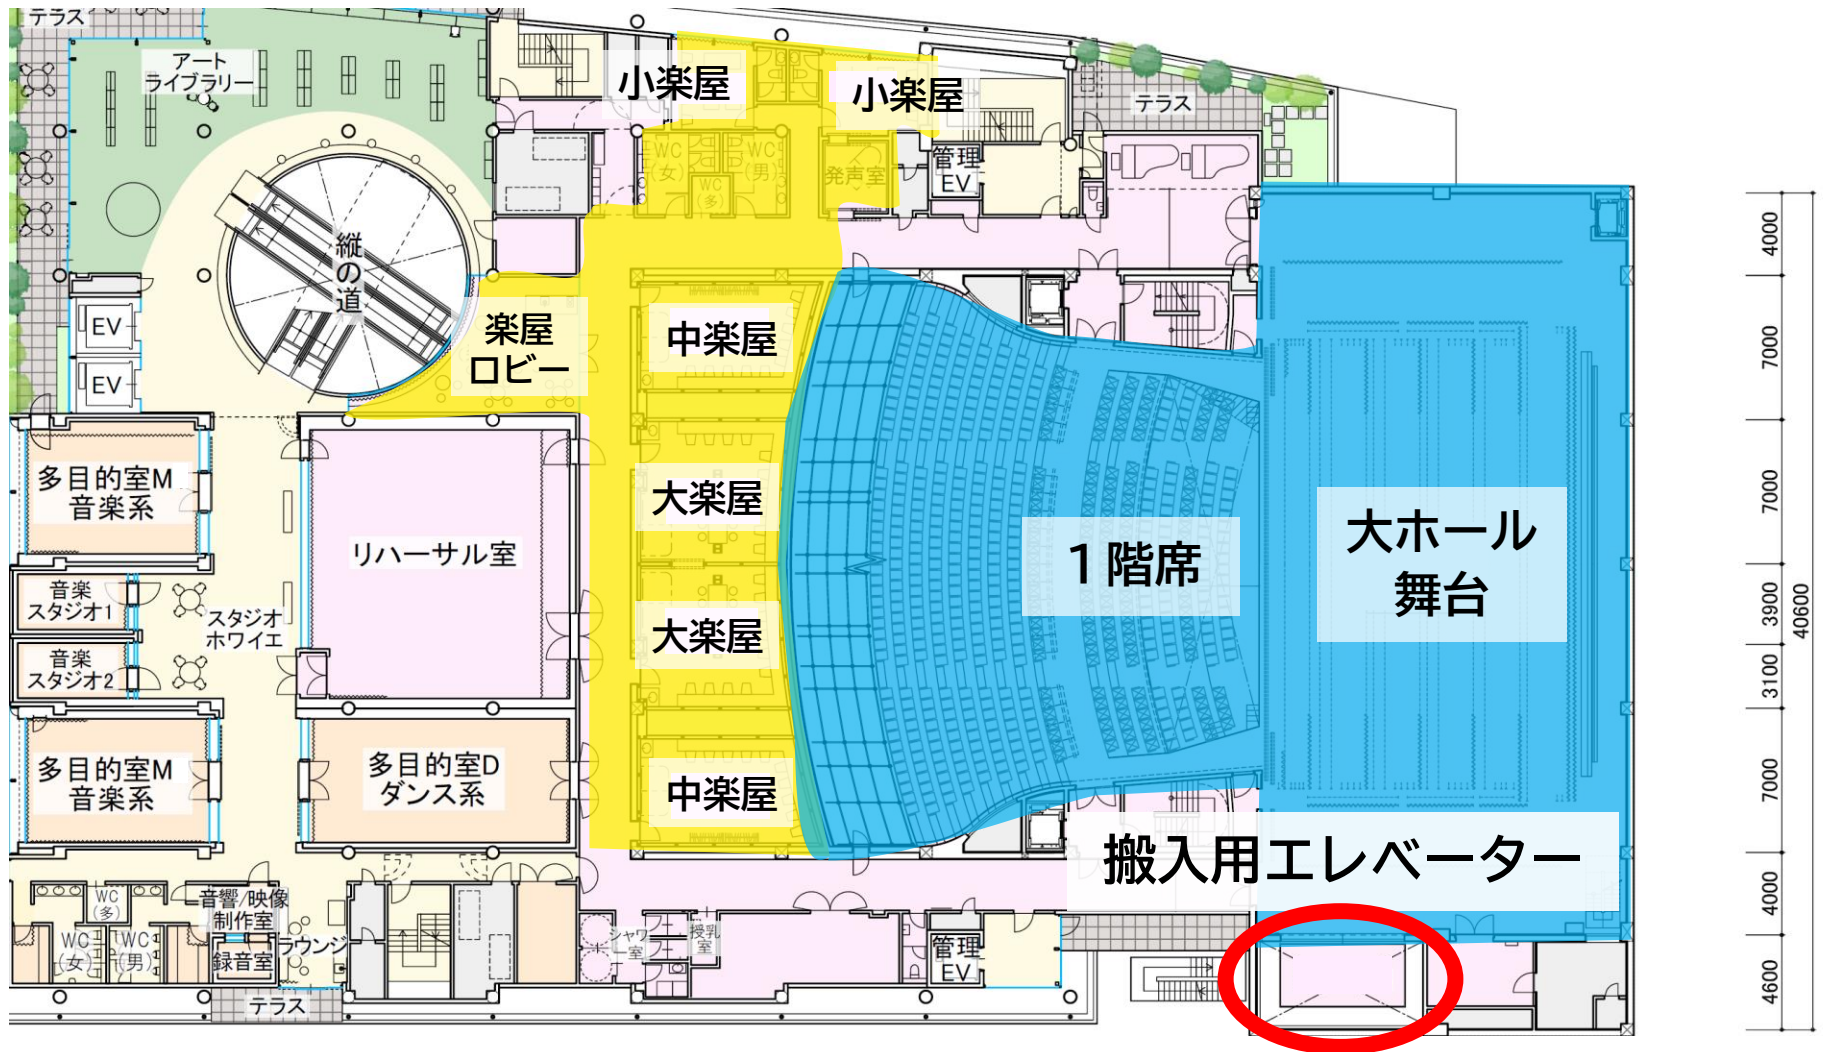 テラス
アート
ライブラリー
小楽屋
小楽屋
テラス
WC
(女)
WC
(多)
WC
(男)
発声室
管理
EV
縦の道
EV
EV
楽屋
ロビー
中楽屋
多目的室M
音楽系
リハーサル室
大楽屋
1階席
大ホール
舞台
音楽
スタジオ1
スタジオ
ホワイエ
音楽
スタジオ2
大楽屋
多目的室M
音楽系
多目的室D
ダンス系
中楽屋
搬入用エレベーター
WC
(多)
WC
(女)
WC
(男)
音響/映像
制作室
録音室
ラウンジ
シャワ
ー室
授乳
室
管理
EV
テラス
4000
7000
7000
3900
3100
7000
4000
4600
40600